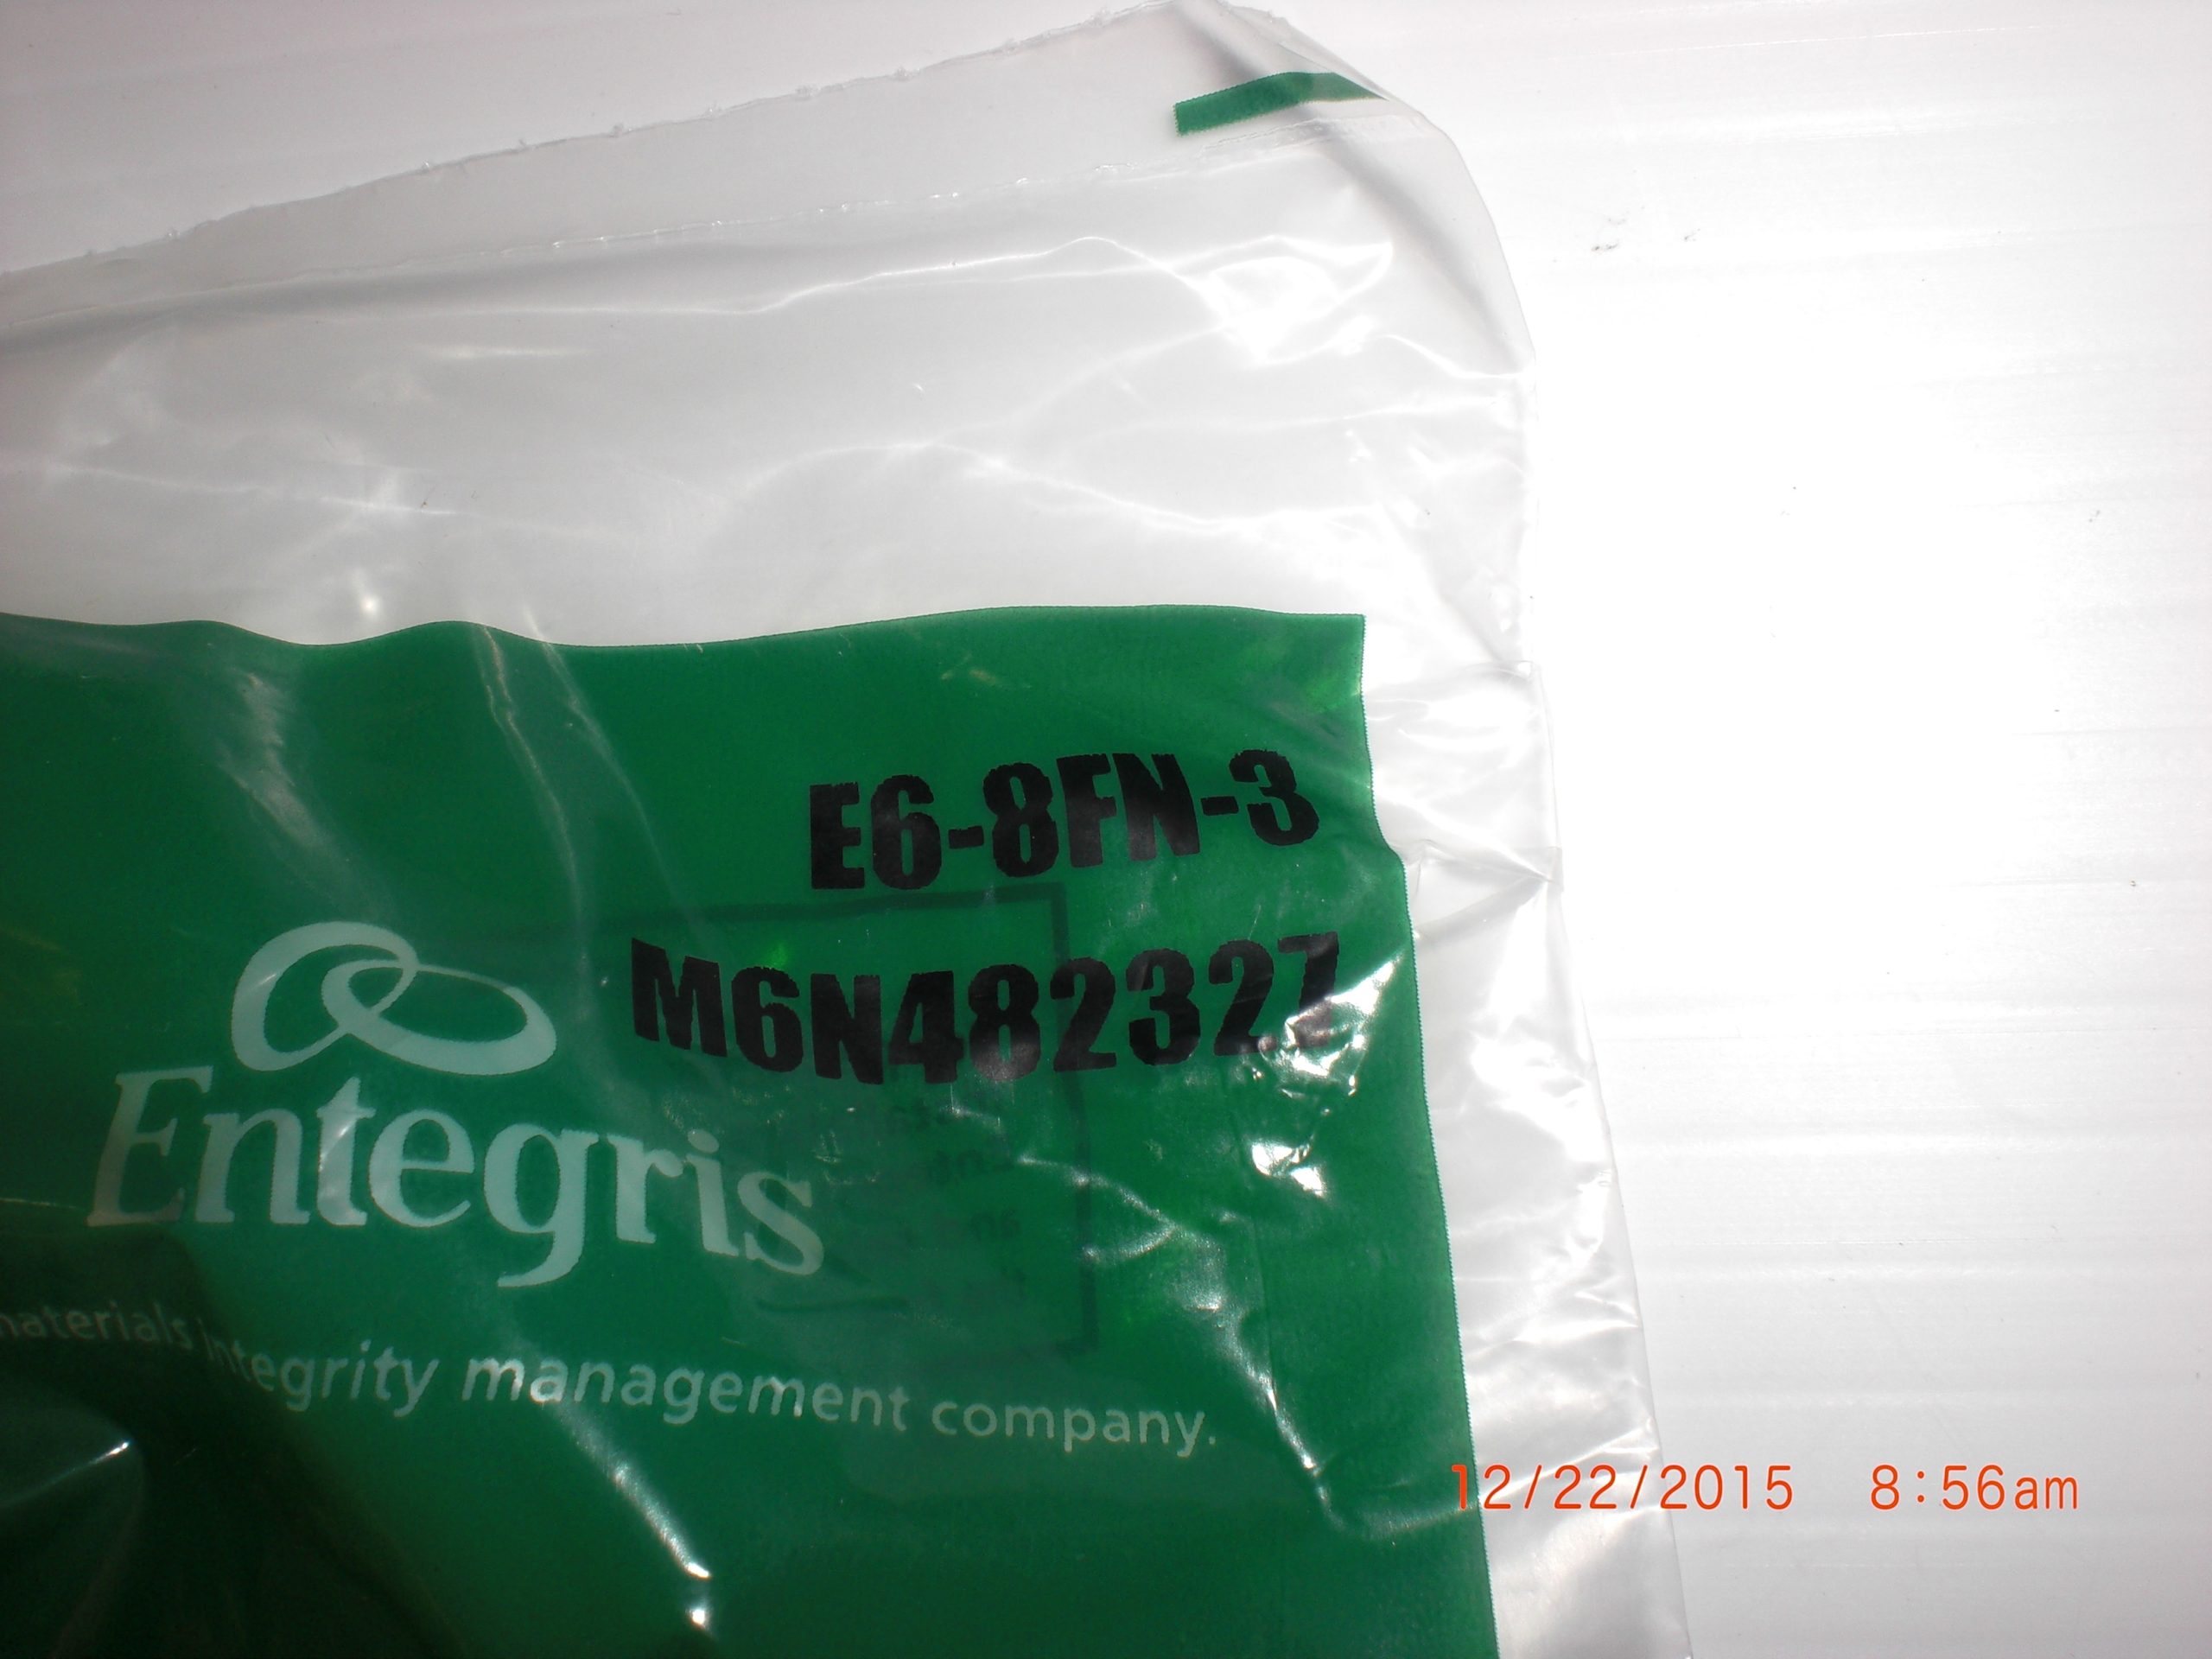 E6-8FN-3
M6N482327
Entegris
materials integrity management company.
12/22/2015 8:56am